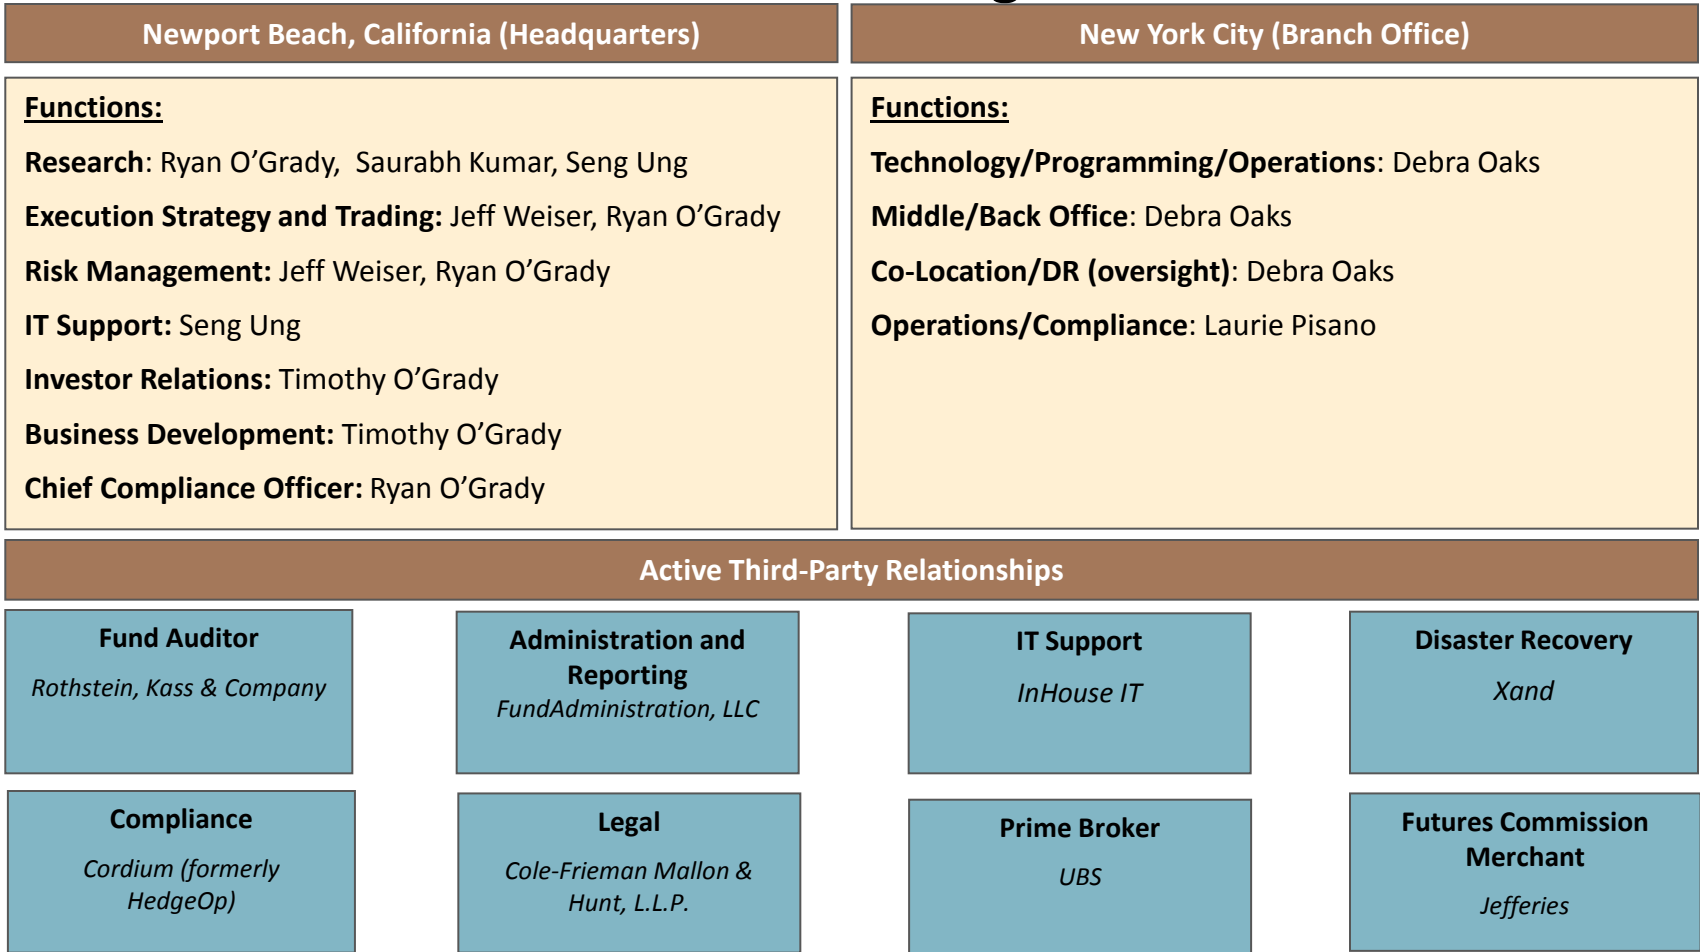 Newport Beach, California (Headquarters)
Functions:
Research: Ryan O’Grady,  Saurabh Kumar, Seng Ung
Execution Strategy and Trading: Jeff Weiser, Ryan O’Grady
Risk Management: Jeff Weiser, Ryan O’Grady
IT Support: Seng Ung
Investor Relations: Timothy O’Grady
Business Development: Timothy O’Grady
Chief Compliance Officer: Ryan O’Grady
New York City (Branch Office)
Functions:
Technology/Programming/Operations: Debra Oaks
Middle/Back Office: Debra Oaks
Co-Location/DR (oversight): Debra Oaks
Operations/Compliance: Laurie Pisano
Active Third-Party Relationships
Fund Auditor
Rothstein, Kass & Company
Administration and
Reporting
FundAdministration, LLC
IT Support
InHouse IT
Disaster Recovery
Xand
Compliance
Cordium (formerly
HedgeOp)
Legal
Cole-Frieman Mallon &
Hunt, L.L.P.
Prime Broker
UBS
Futures Commission
Merchant
Jefferies